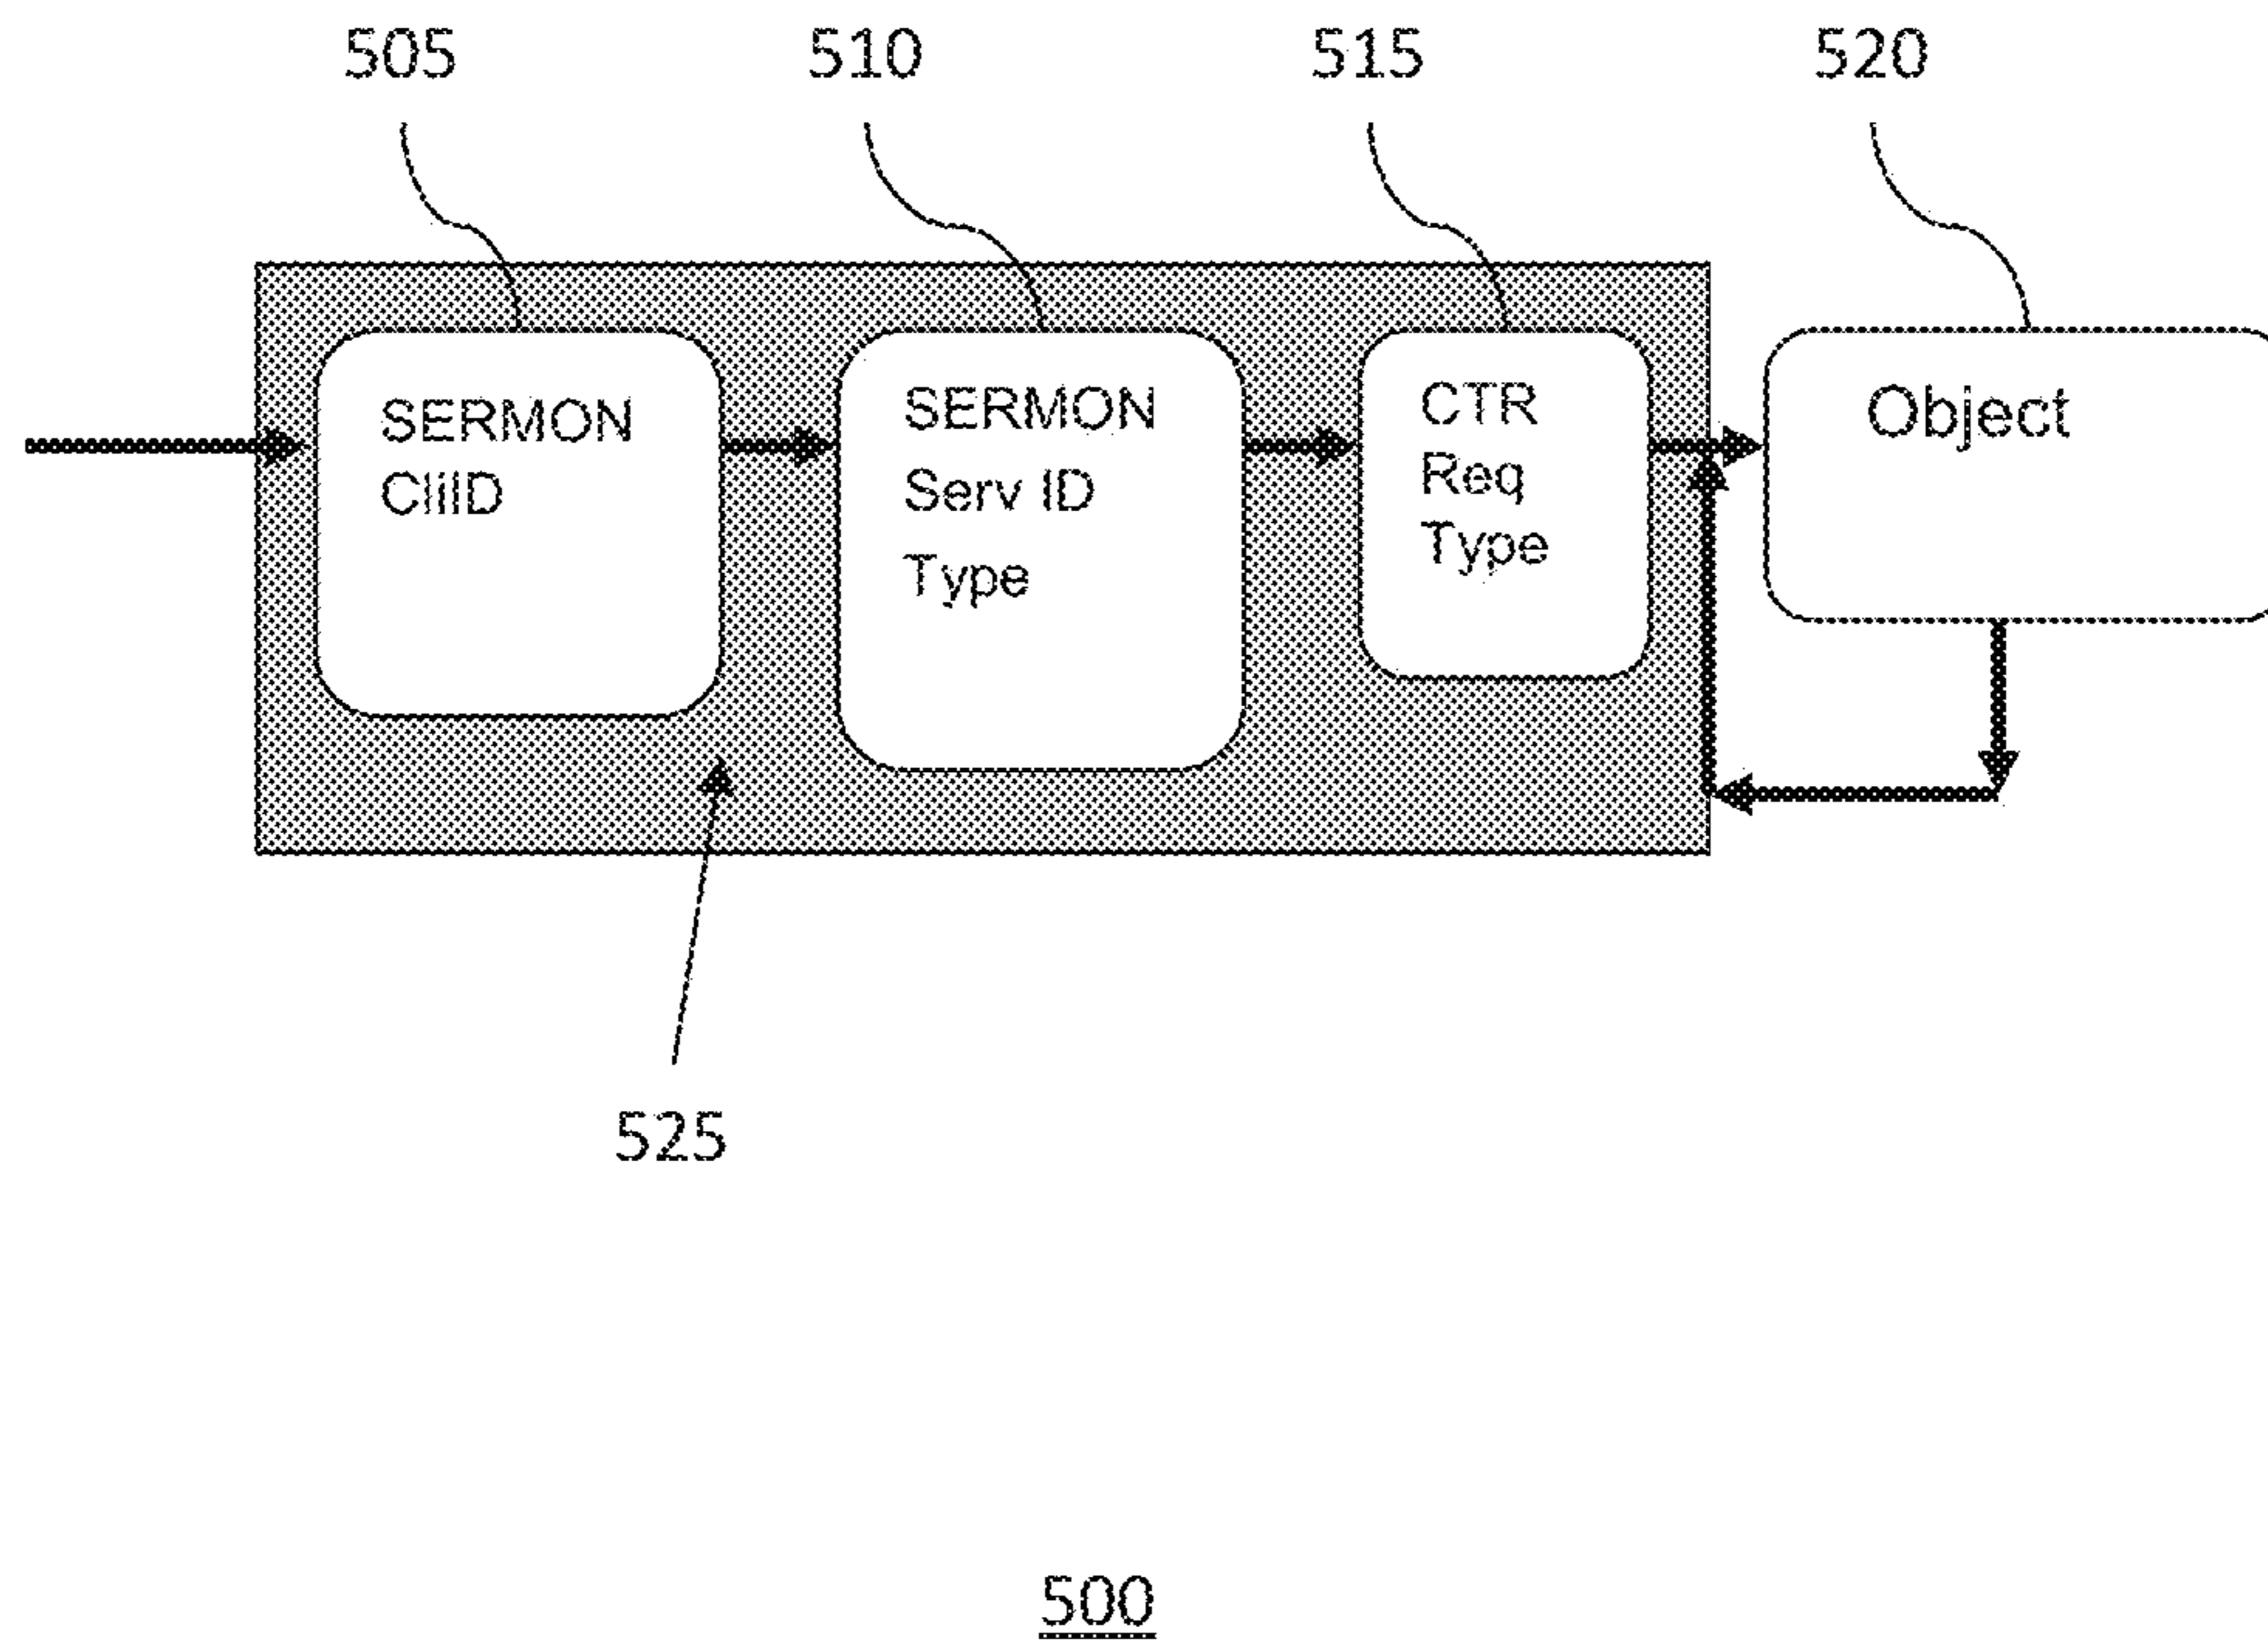 505
510
515
520
SERMON
CliID
SERMON
Serv ID
Type
CTR
Req
Type
Object
525
500